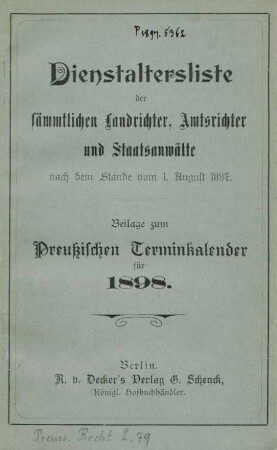 P 1897. 5362
Dienstaltersliste
der
sämmtlichen Landrichter, Amtsrichter
und Staatsanwälte
nach dem Stande vom 1. August 1897.
Beilage zum
Preußischen Terminkalender
für
1898.
Berlin.
R. v. Decker's Verlag G. Schenck,
Königl. Hofbuchhändler.
Preuss. Recht 2.79